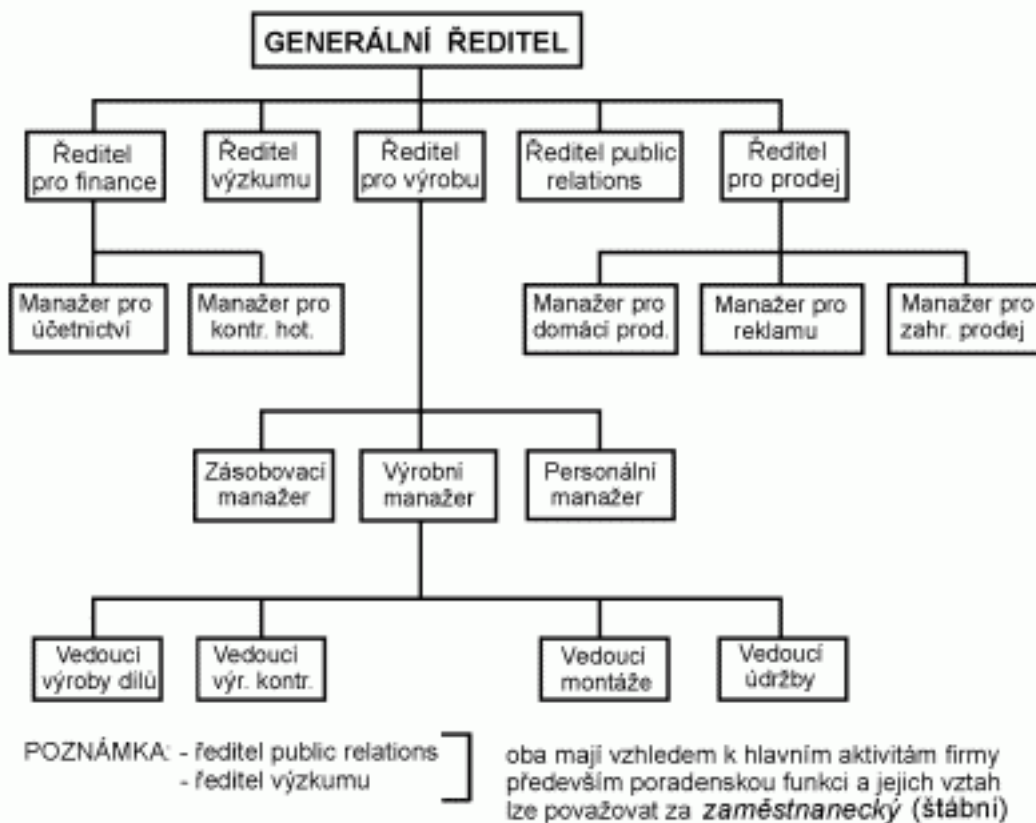 GENERÁLNÍ ŘEDITEL
Ředitel
pro finance
Ředitel
výzkumu
Ředitel
pro výrobu
Ředitel public
relations
Ředitel
pro prodej
Manažer pro
účetnictví
Manažer pro
kontr. hot.
Manažer pro
domácí prod.
Manažer pro
reklamu
Manažer pro
zahr. prodej
Zásobovací
manažer
Výrobní
manažer
Personální
manažer
Vedoucí
výroby dílů
Vedoucí
výr. kontr.
Vedoucí
montáže
Vedoucí
údržby
POZNÁMKA: - ředitel public relations
- ředitel výzkumu
oba mají vzhledem k hlavním aktivitám firmy
především poradenskou funkci a jejich vztah
lze považovat za zaměstnanecký (štábní)